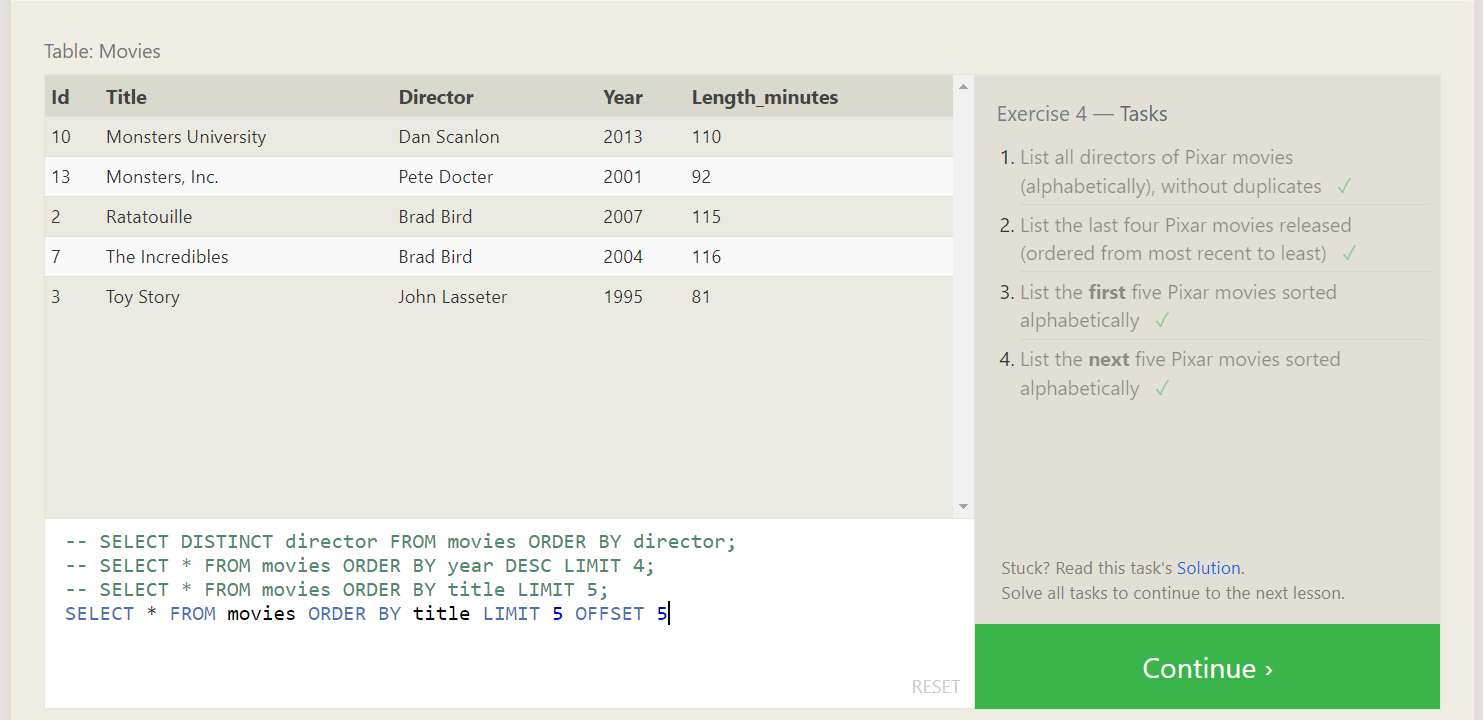 Table: Movies
Id Title Director Year Length_minutes
10 Monsters University Dan Scanlon 2013 110
13 Monsters, Inc. Pete Docter 2001 92
2 Ratatouille Brad Bird 2007 115
7 The Incredibles Brad Bird 2004 116
3 Toy Story John Lasseter 1995 81
-- SELECT DISTINCT director FROM movies ORDER BY director;
-- SELECT * FROM movies ORDER BY year DESC LIMIT 4;
-- SELECT * FROM movies ORDER BY title LIMIT 5;
SELECT * FROM movies ORDER BY title LIMIT 5 OFFSET 5
RESET
Exercise 4 — Tasks
1. List all directors of Pixar movies
(alphabetically), without duplicates ✓
2. List the last four Pixar movies released
(ordered from most recent to least) ✓
3. List the first five Pixar movies sorted
alphabetically ✓
4. List the next five Pixar movies sorted
alphabetically ✓
Stuck? Read this task's Solution.
Solve all tasks to continue to the next lesson.
Continue ›